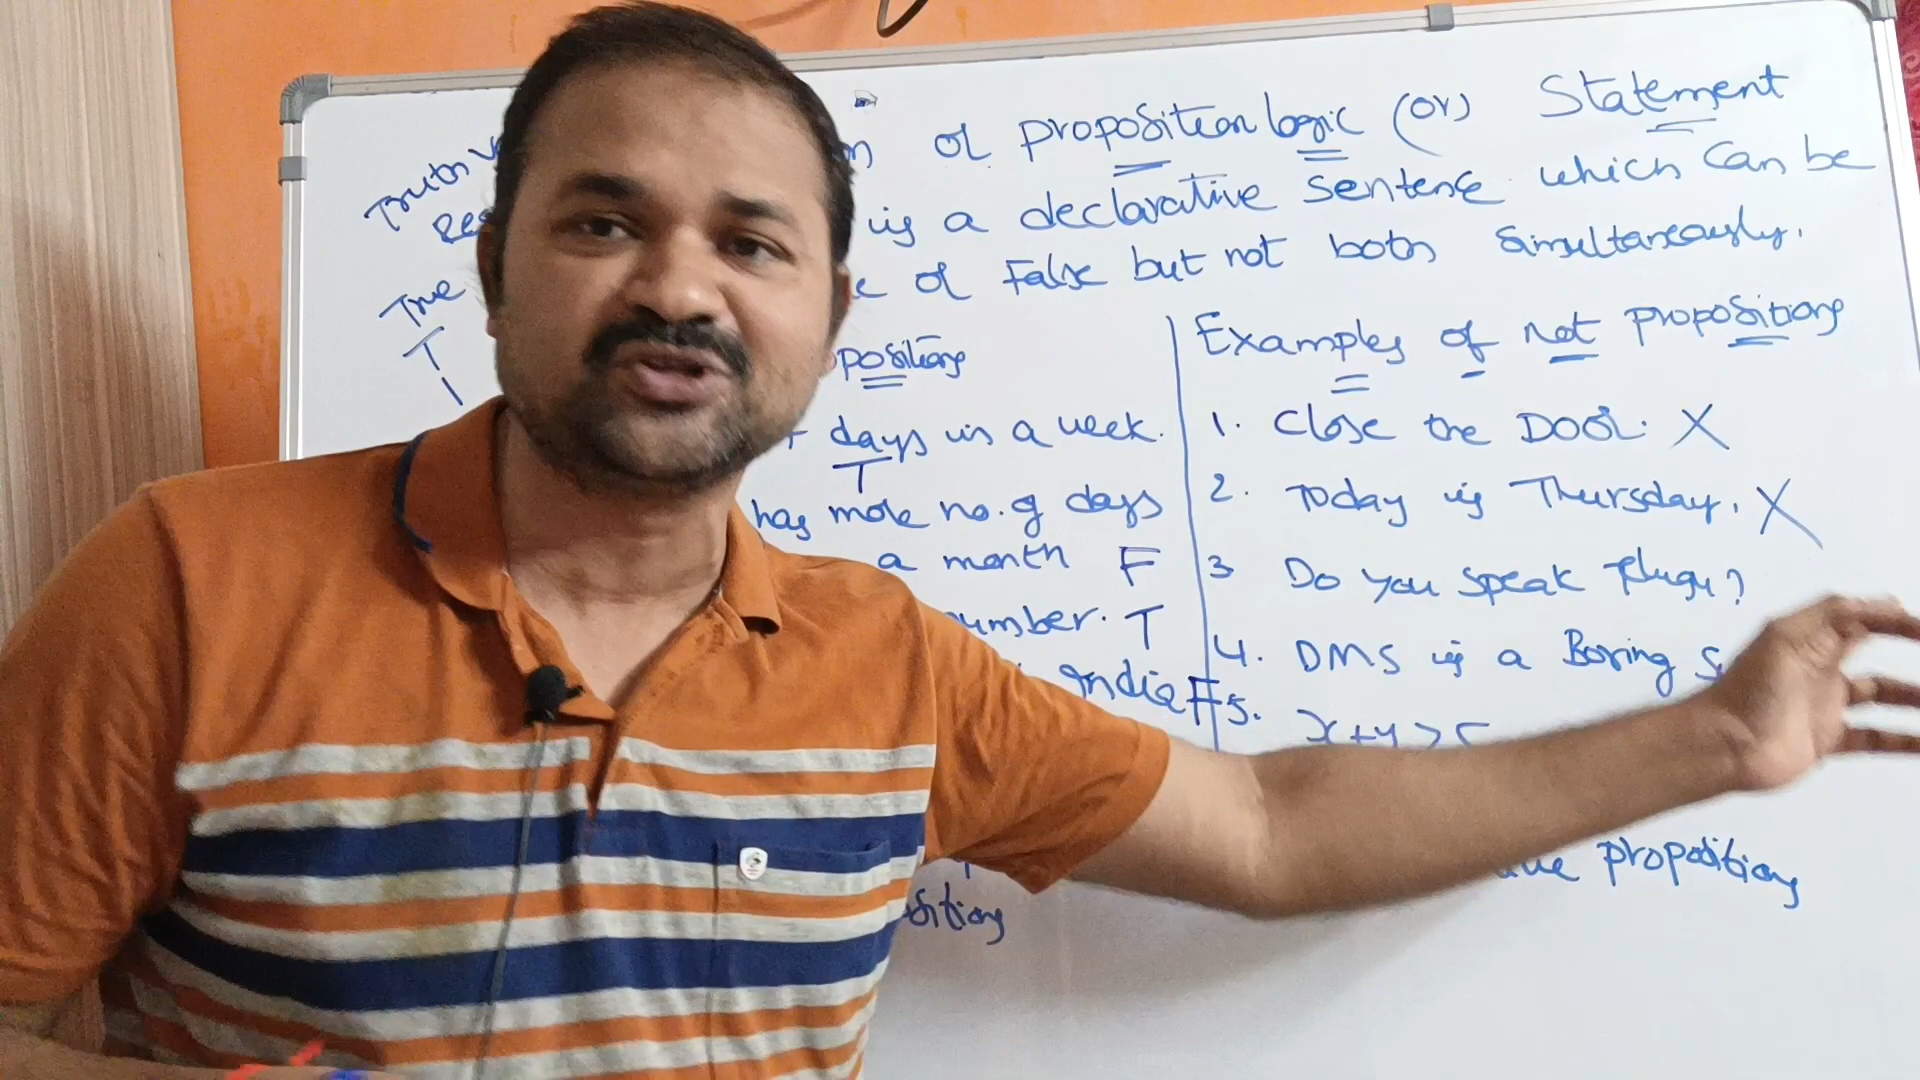 of proposition logic (or) Statement
Truth
is a declarative Sentence which Can be
of False but not both Simultaneously.
True
T
positions
Examples of not propositions
days in a week.
T
1. Close the Door. X
has more no. of days
2. Today is Thursday. X
a month F
3 Do you speak Telugu?
umber. T
4. DMS is a Boring
India F
5.
x+y>5
propositions
sitions